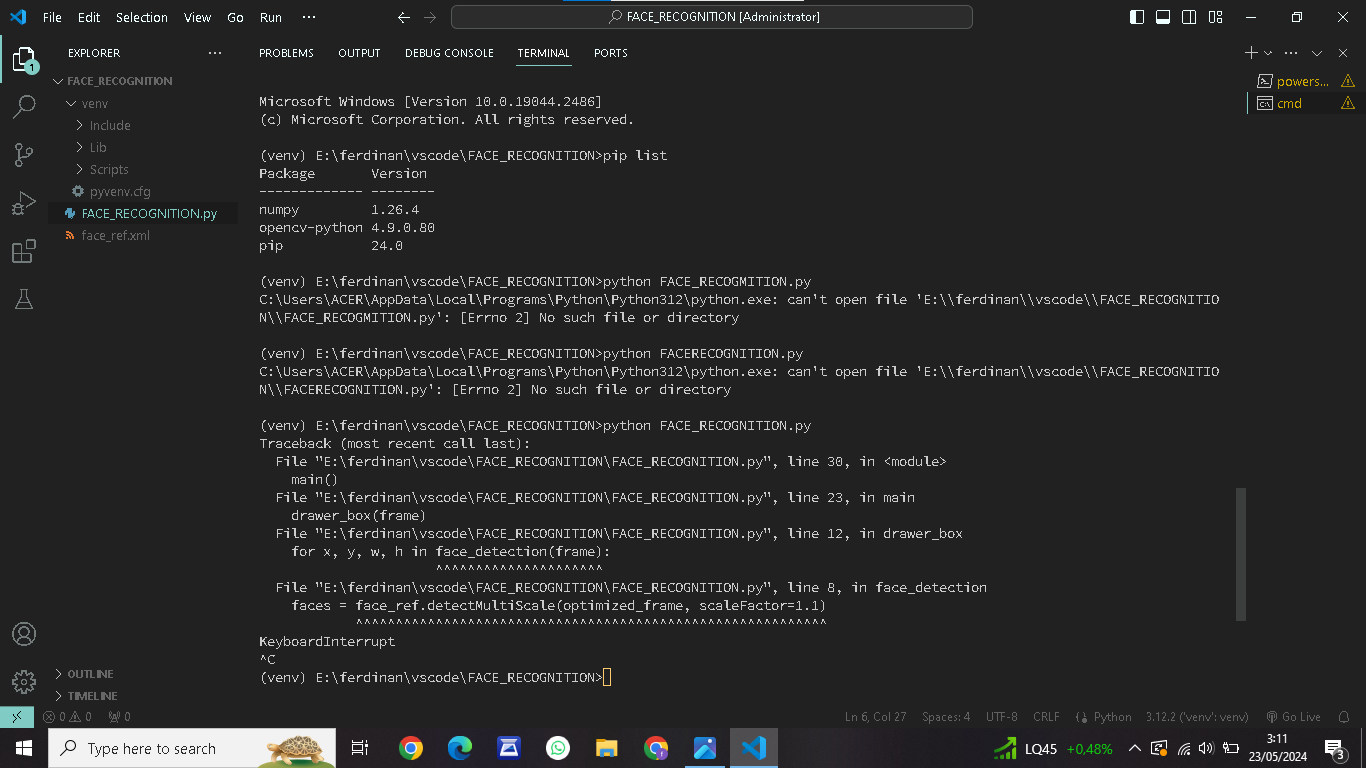 File Edit Selection View Go Run ···
FACE_RECOGNITION [Administrator]
EXPLORER ···
PROBLEMS OUTPUT DEBUG CONSOLE TERMINAL PORTS
1
FACE_RECOGNITION
venv
Include
Lib
Scripts
pyvenv.cfg
FACE_RECOGNITION.py
face_ref.xml
OUTLINE
TIMELINE
powers...
cmd
Microsoft Windows [Version 10.0.19044.2486]
(c) Microsoft Corporation. All rights reserved.
(venv) E:\ferdinan\vscode\FACE_RECOGNITION>pip list
Package       Version
------------- --------
numpy         1.26.4
opencv-python 4.9.0.80
pip           24.0
(venv) E:\ferdinan\vscode\FACE_RECOGNITION>python FACE_RECOGMITION.py
C:\Users\ACER\AppData\Local\Programs\Python\Python312\python.exe: can't open file 'E:\\ferdinan\\vscode\\FACE_RECOGNITIO
N\\FACE_RECOGMITION.py': [Errno 2] No such file or directory
(venv) E:\ferdinan\vscode\FACE_RECOGNITION>python FACERECOGNITION.py
C:\Users\ACER\AppData\Local\Programs\Python\Python312\python.exe: can't open file 'E:\\ferdinan\\vscode\\FACE_RECOGNITIO
N\\FACERECOGNITION.py': [Errno 2] No such file or directory
(venv) E:\ferdinan\vscode\FACE_RECOGNITION>python FACE_RECOGNITION.py
Traceback (most recent call last):
  File "E:\ferdinan\vscode\FACE_RECOGNITION\FACE_RECOGNITION.py", line 30, in <module>
    main()
  File "E:\ferdinan\vscode\FACE_RECOGNITION\FACE_RECOGNITION.py", line 23, in main
    drawer_box(frame)
  File "E:\ferdinan\vscode\FACE_RECOGNITION\FACE_RECOGNITION.py", line 12, in drawer_box
    for x, y, w, h in face_detection(frame):
                      ^^^^^^^^^^^^^^^^^^^^^
  File "E:\ferdinan\vscode\FACE_RECOGNITION\FACE_RECOGNITION.py", line 8, in face_detection
    faces = face_ref.detectMultiScale(optimized_frame, scaleFactor=1.1)
            ^^^^^^^^^^^^^^^^^^^^^^^^^^^^^^^^^^^^^^^^^^^^^^^^^^^^^^^^^^^
KeyboardInterrupt
^C
(venv) E:\ferdinan\vscode\FACE_RECOGNITION>
0 0 0
Ln 6, Col 27 Spaces: 4 UTF-8 CRLF Python 3.12.2 ('venv': venv) Go Live
Type here to search
LQ45 +0,48%
3:11
23/05/2024
3